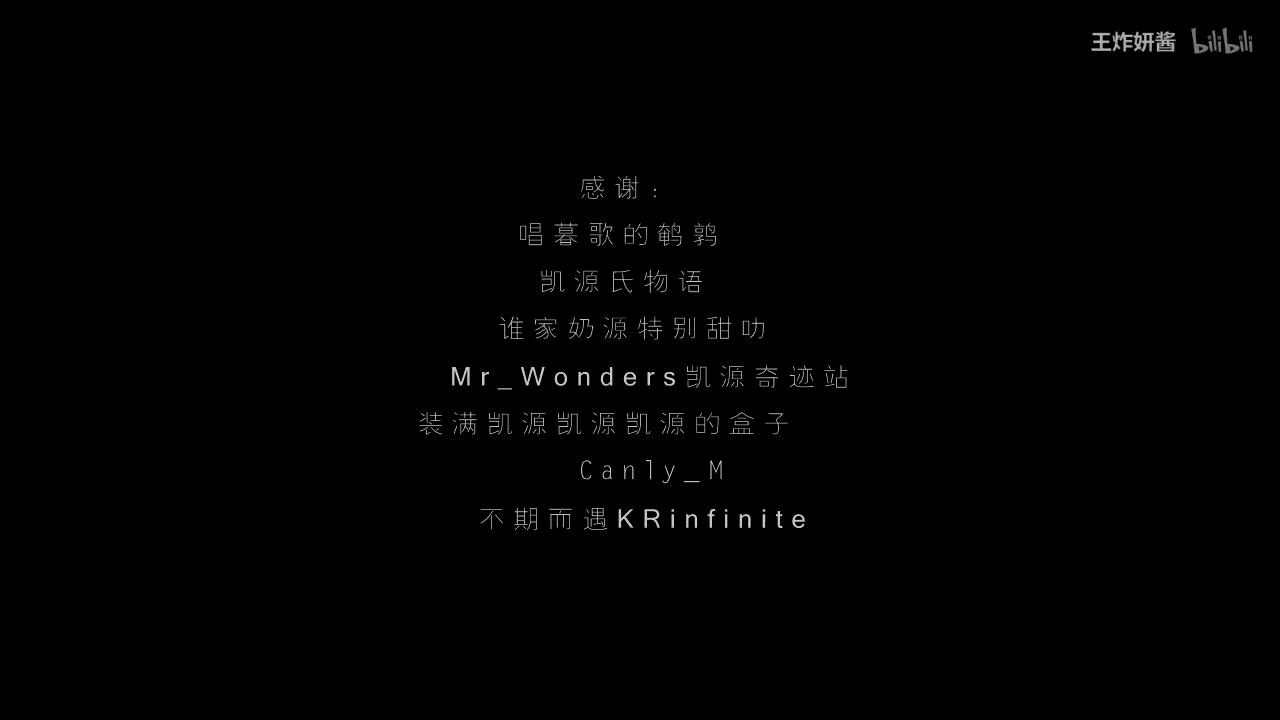 王炸妍酱 bilibili
感谢:
唱暮歌的鹌鹑
凯源氏物语
谁家奶源特别甜叻
Mr_Wonders凯源奇迹站
装满凯源凯源凯源的盒子
Canly_M
不期而遇KRinfinite